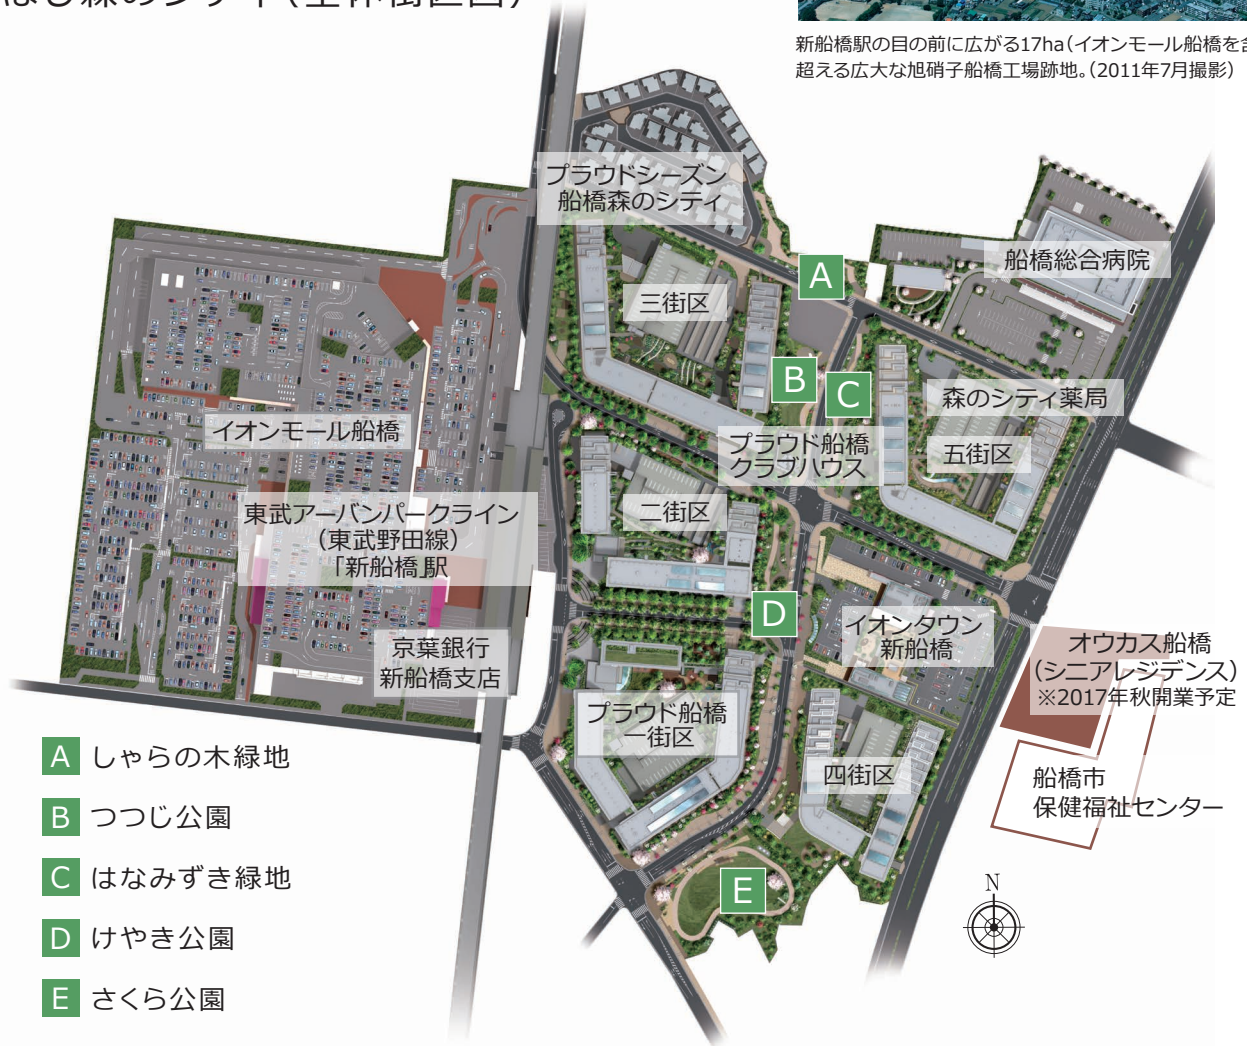 新船橋駅の目の前に広がる17ha(イオンモール船橋を含
超える広大な旭硝子船橋工場跡地。(2011年7月撮影)
プラウドシーズン
船橋森のシティ
船橋総合病院
A
三街区
B
C
森のシティ薬局
イオンモール船橋
プラウド船橋
クラブハウス
五街区
東武アーバンパークライン
(東武野田線)
「新船橋」駅
二街区
D
イオンタウン
新船橋
京葉銀行
新船橋支店
オウカス船橋
(シニアレジデンス)
※2017年秋開業予定
プラウド船橋
一街区
四街区
船橋市
保健福祉センター
E
N
A しゃらの木緑地
B つつじ公園
C はなみずき緑地
D けやき公園
E さくら公園